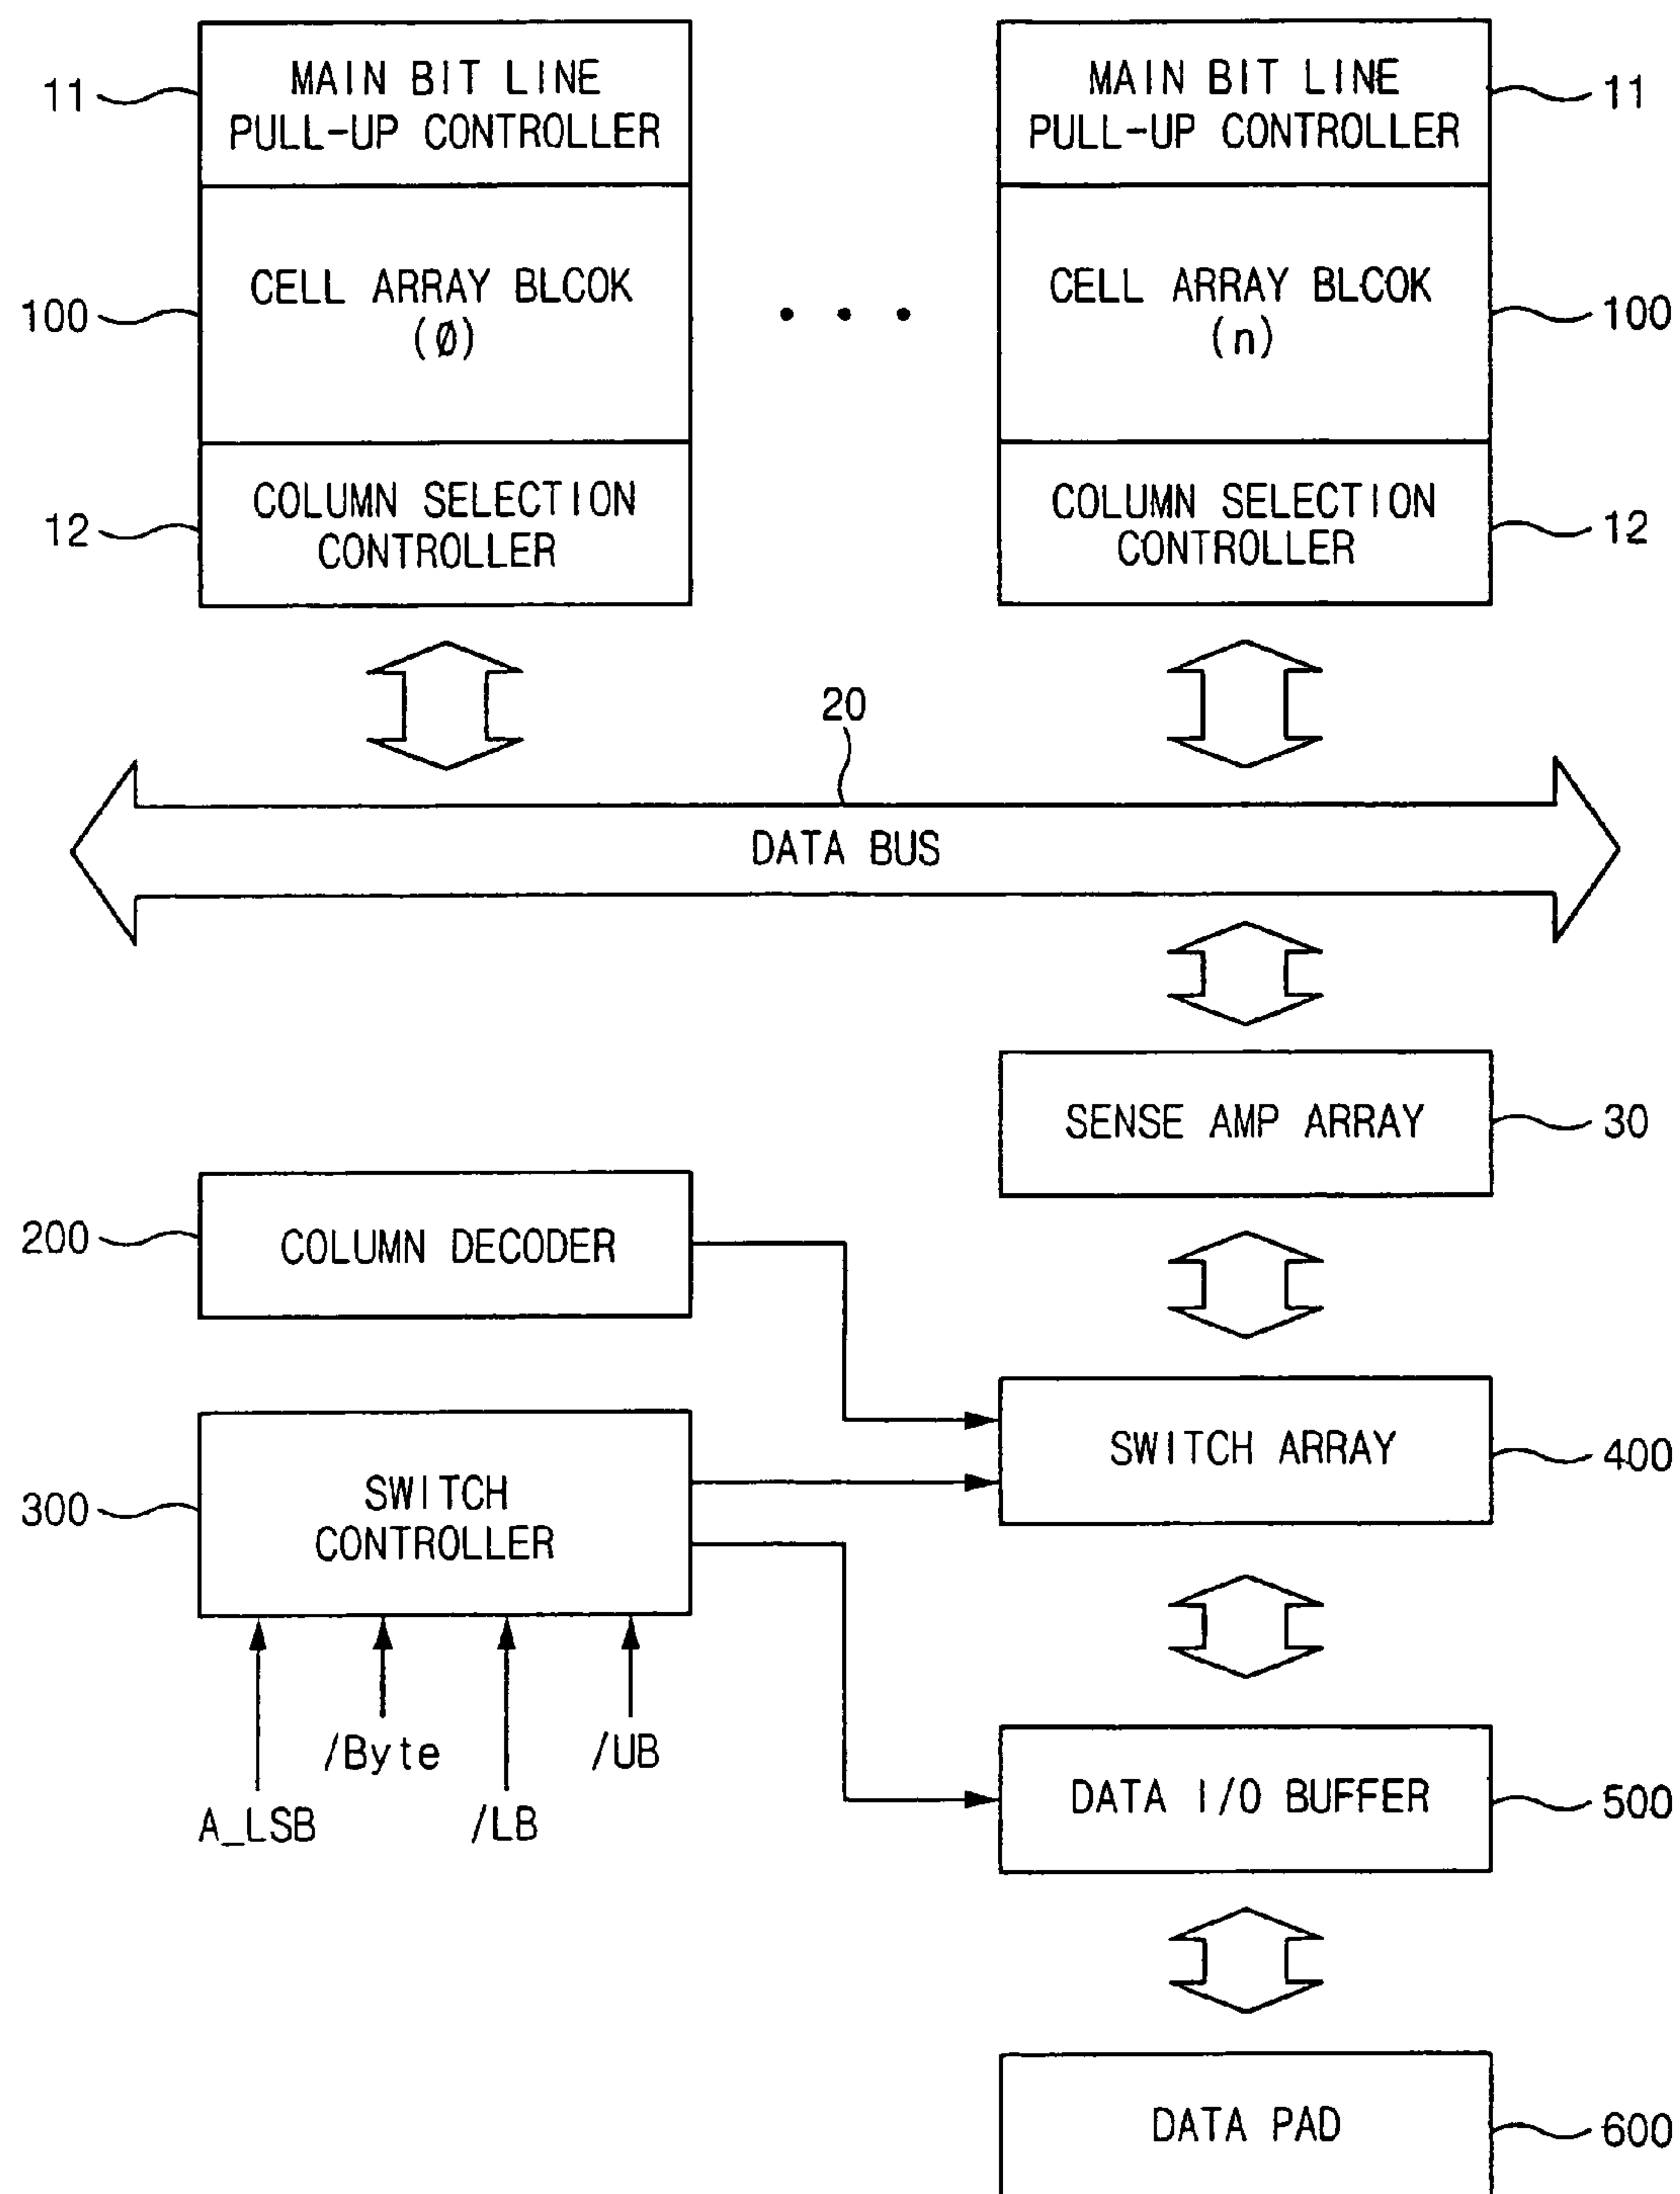 MAIN BIT LINE
PULL-UP CONTROLLER
11
CELL ARRAY BLCOK
(Ø)
100
COLUMN SELECTION
CONTROLLER
12
. . .
MAIN BIT LINE
PULL-UP CONTROLLER
11
CELL ARRAY BLCOK
(n)
100
COLUMN SELECTION
CONTROLLER
12
20
DATA BUS
SENSE AMP ARRAY
30
200
COLUMN DECODER
SWITCH ARRAY
400
300
SWITCH
CONTROLLER
A_LSB
/Byte
/LB
/UB
DATA I/O BUFFER
500
DATA PAD
600